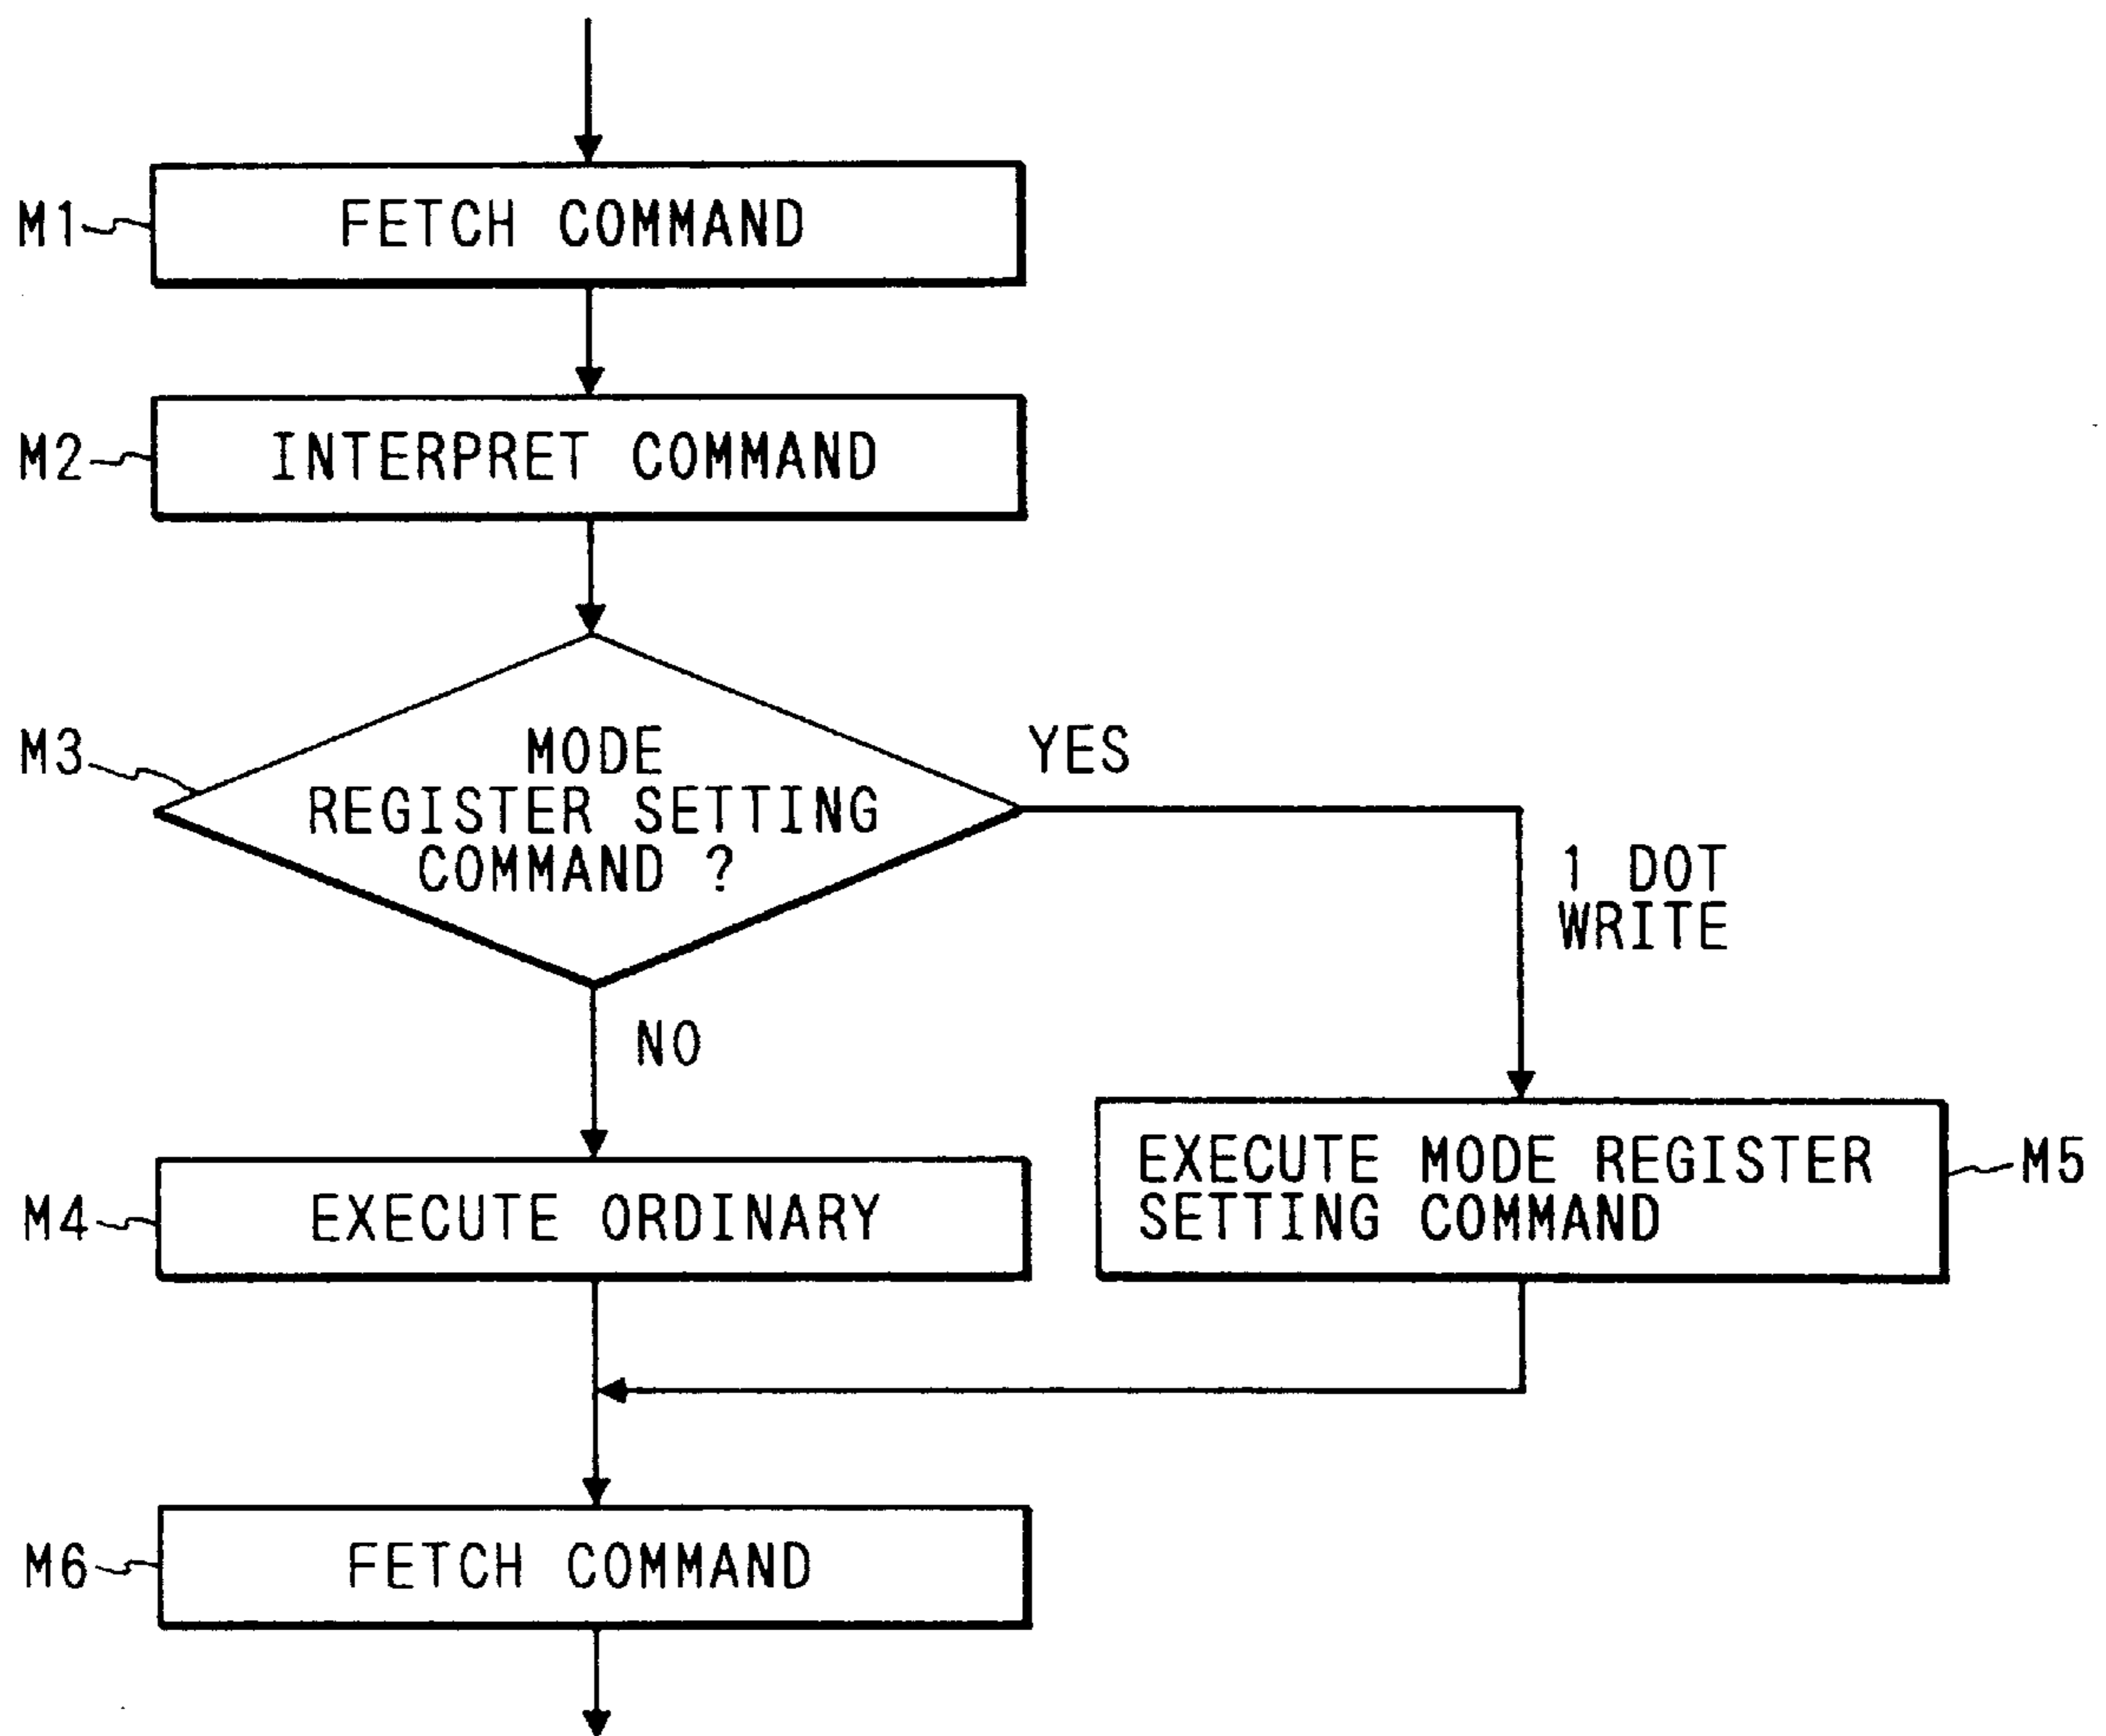 M1
FETCH COMMAND
M2
INTERPRET COMMAND
M3
MODE
REGISTER SETTING
COMMAND ?
YES
1 DOT
WRITE
NO
M4
EXECUTE ORDINARY
EXECUTE MODE REGISTER
SETTING COMMAND
M5
M6
FETCH COMMAND